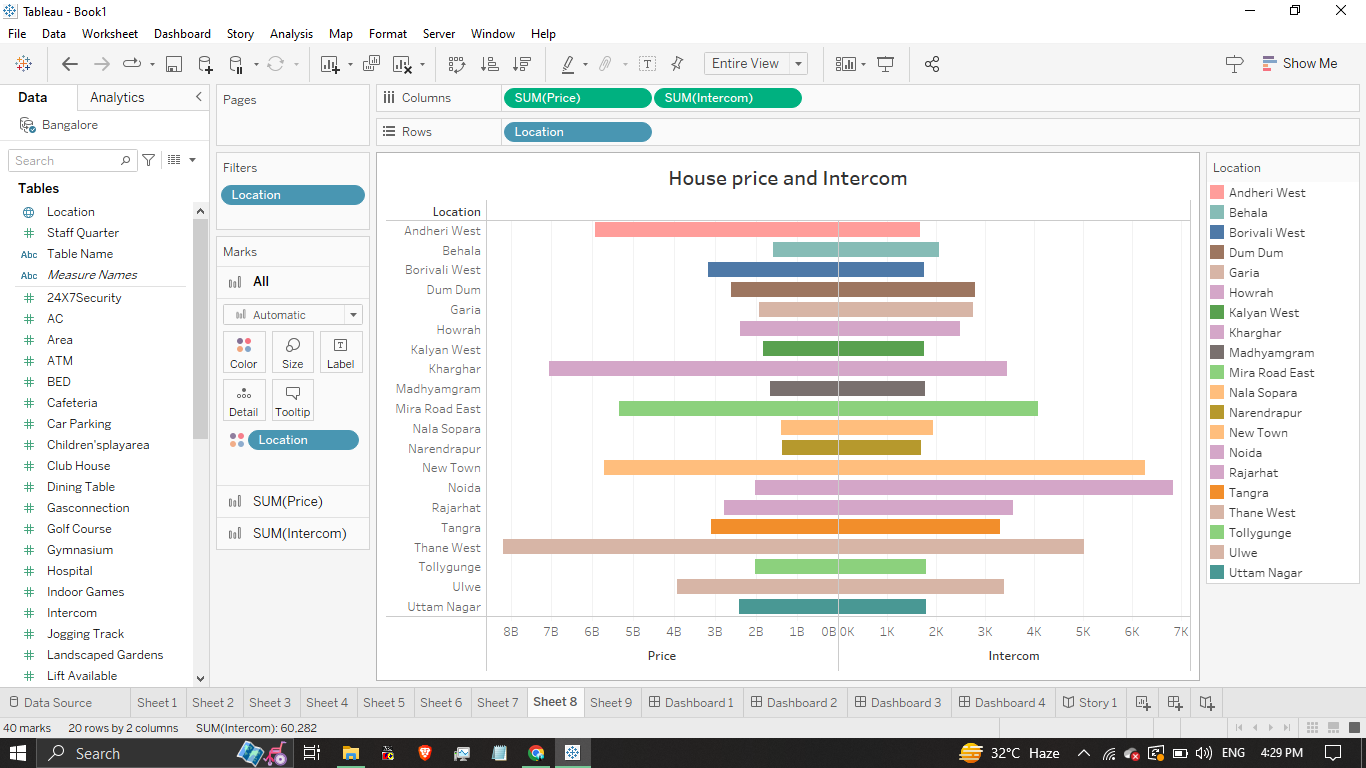 Tableau - Book1
File Data Worksheet Dashboard Story Analysis Map Format Server Window Help
Entire View
Show Me
Data Analytics
Bangalore
Search
Tables
Location
Staff Quarter
Abc Table Name
Abc Measure Names
24X7Security
AC
Area
ATM
BED
Cafeteria
Car Parking
Children'splayarea
Club House
Dining Table
Gasconnection
Golf Course
Gymnasium
Hospital
Indoor Games
Intercom
Jogging Track
Landscaped Gardens
Lift Available
Pages
Filters
Location
Marks
All
Automatic
Color Size Label
Detail Tooltip
Location
SUM(Price)
SUM(Intercom)
Columns SUM(Price) SUM(Intercom)
Rows Location
House price and Intercom
Location
Andheri West
Behala
Borivali West
Dum Dum
Garia
Howrah
Kalyan West
Kharghar
Madhyamgram
Mira Road East
Nala Sopara
Narendrapur
New Town
Noida
Rajarhat
Tangra
Thane West
Tollygunge
Ulwe
Uttam Nagar
8B 7B 6B 5B 4B 3B 2B 1B 0B 0K 1K 2K 3K 4K 5K 6K 7K
Price Intercom
Location
Andheri West
Behala
Borivali West
Dum Dum
Garia
Howrah
Kalyan West
Kharghar
Madhyamgram
Mira Road East
Nala Sopara
Narendrapur
New Town
Noida
Rajarhat
Tangra
Thane West
Tollygunge
Ulwe
Uttam Nagar
Data Source Sheet 1 Sheet 2 Sheet 3 Sheet 4 Sheet 5 Sheet 6 Sheet 7 Sheet 8 Sheet 9 Dashboard 1 Dashboard 2 Dashboard 3 Dashboard 4 Story 1
40 marks 20 rows by 2 columns SUM(Intercom): 60,282
Search
32°C Haze ENG 4:29 PM